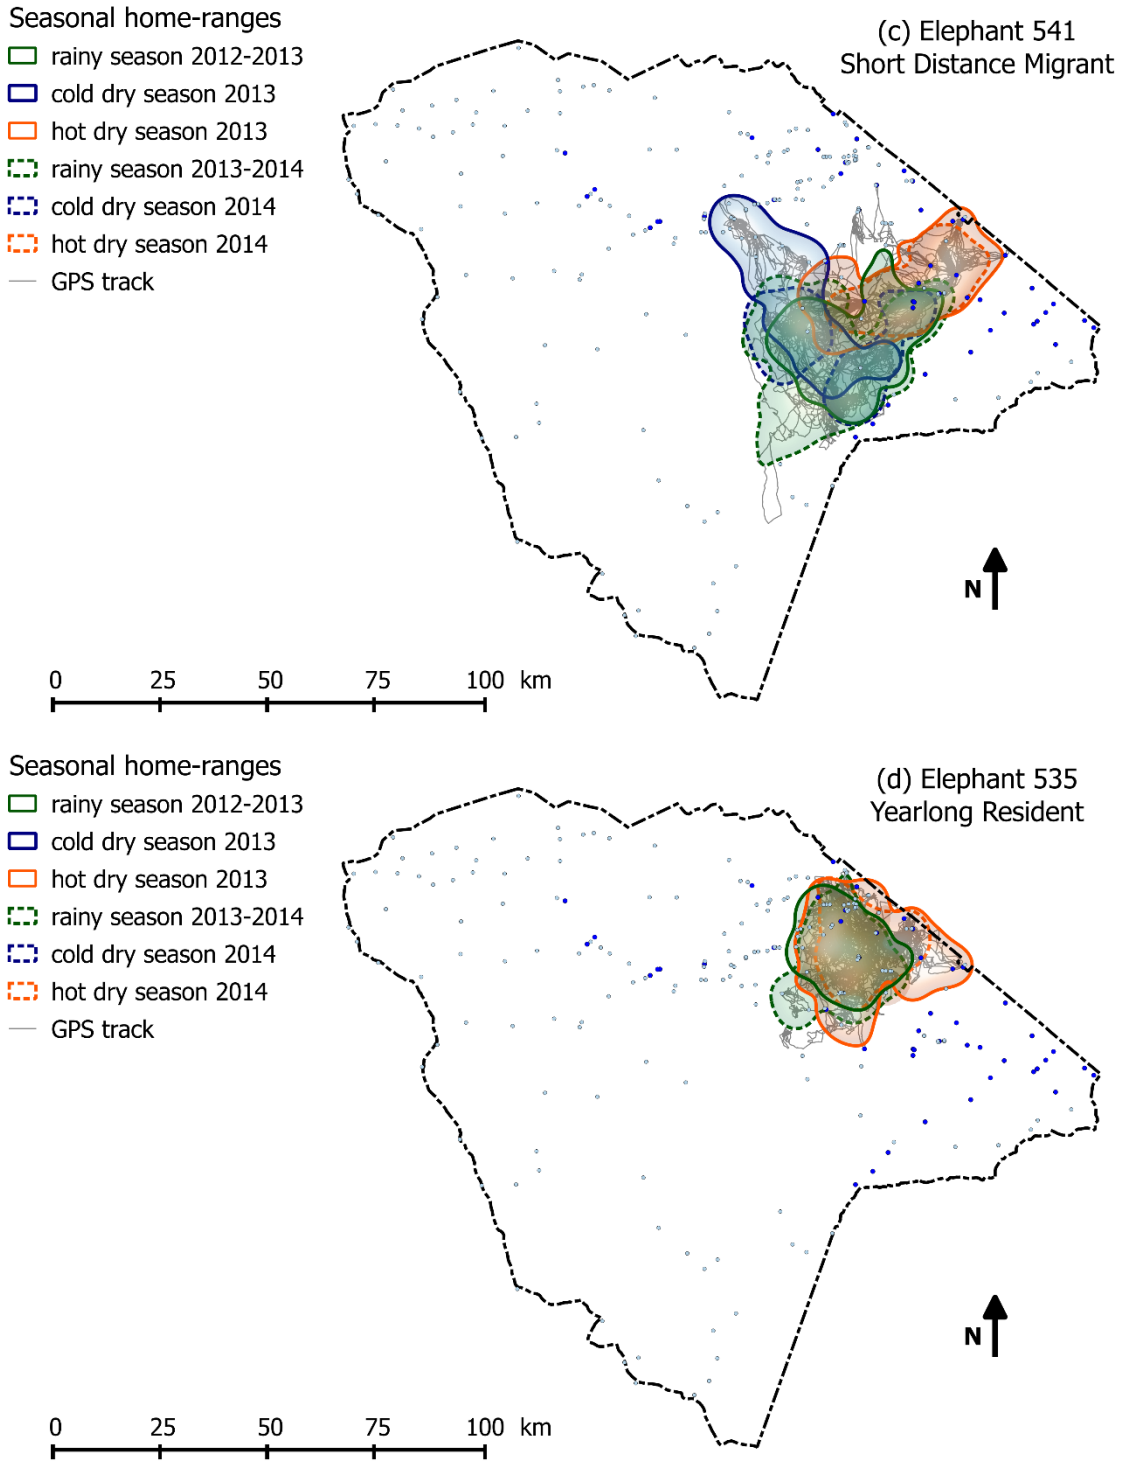 Seasonal home-ranges
rainy season 2012-2013
cold dry season 2013
hot dry season 2013
rainy season 2013-2014
cold dry season 2014
hot dry season 2014
GPS track
(c) Elephant 541
Short Distance Migrant
N
0 25 50 75 100 km
Seasonal home-ranges
rainy season 2012-2013
cold dry season 2013
hot dry season 2013
rainy season 2013-2014
cold dry season 2014
hot dry season 2014
GPS track
(d) Elephant 535
Yearlong Resident
N
0 25 50 75 100 km